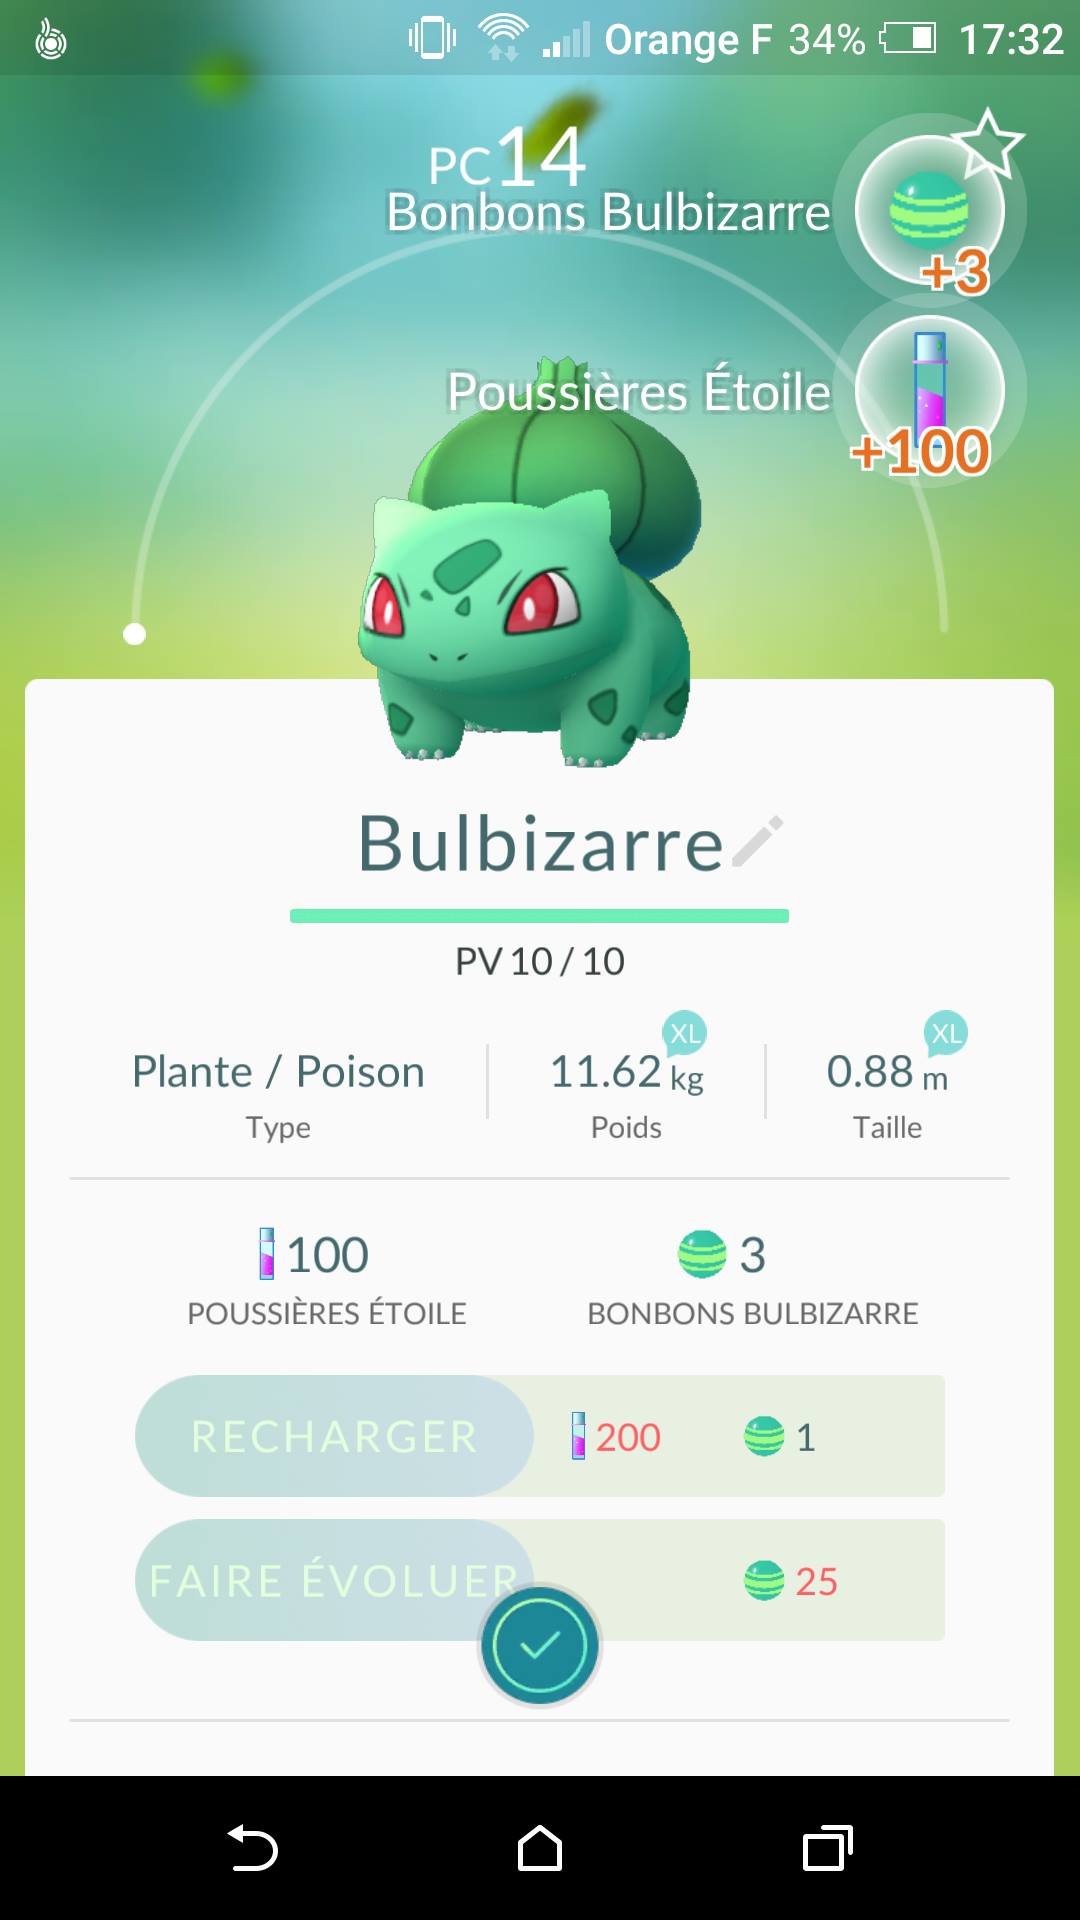 Orange F 34% 17:32
PC14
Bonbons Bulbizarre
+3
Poussières Étoile
+100
Bulbizarre
PV 10 / 10
Plante / Poison
Type
XL
11.62 kg
Poids
XL
0.88 m
Taille
100
POUSSIÈRES ÉTOILE
3
BONBONS BULBIZARRE
RECHARGER 200 1
FAIRE ÉVOLUER 25